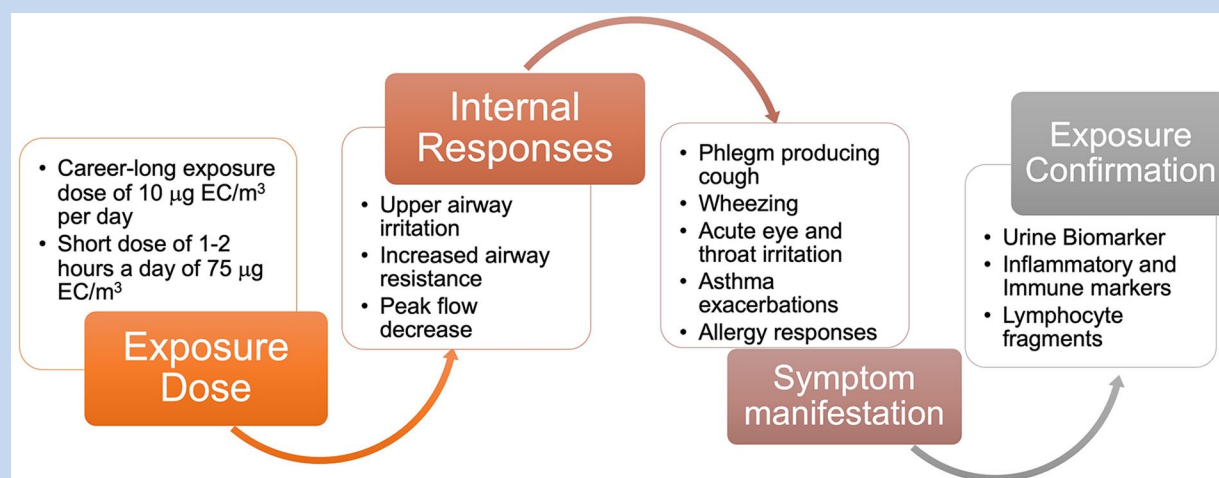 • Career-long exposure
dose of 10 μg EC/m³
per day
• Short dose of 1-2
hours a day of 75 μg
EC/m³
Exposure
Dose
Internal
Responses
• Upper airway
irritation
• Increased airway
resistance
• Peak flow
decrease
• Phlegm producing
cough
• Wheezing
• Acute eye and
throat irritation
• Asthma
exacerbations
• Allergy responses
Symptom
manifestation
Exposure
Confirmation
• Urine Biomarker
• Inflammatory and
Immune markers
• Lymphocyte
fragments